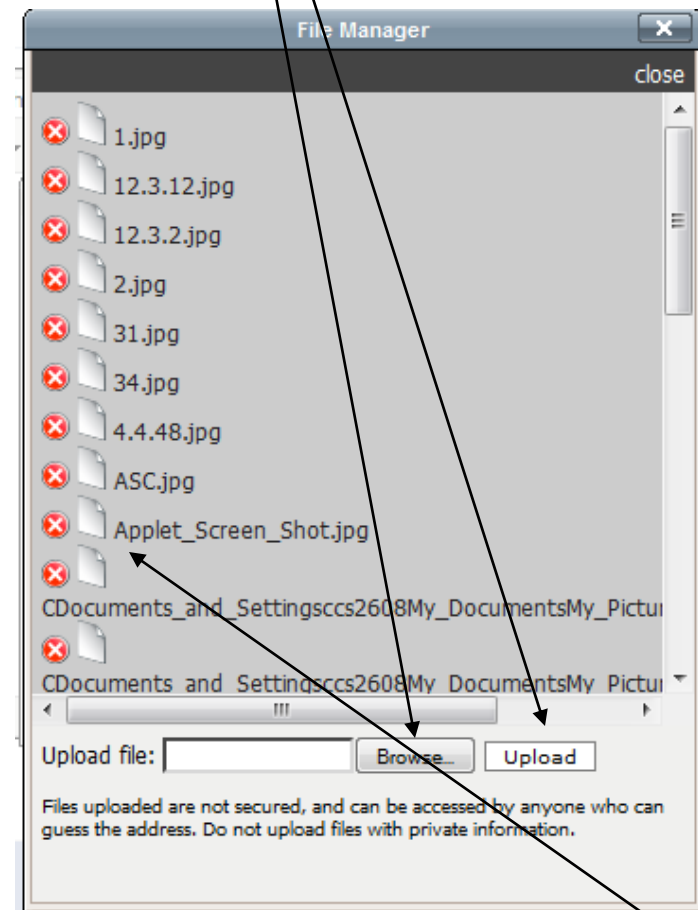 File Manager
close
1.jpg
12.3.12.jpg
12.3.2.jpg
2.jpg
31.jpg
34.jpg
4.4.48.jpg
ASC.jpg
Applet_Screen_Shot.jpg
CDocuments_and_Settingsccs2608My_DocumentsMy_Pictu
CDocuments_and_Settingsccs2608My_DocumentsMy_Pictu
Upload file: Browse... Upload
Files uploaded are not secured, and can be accessed by anyone who can
guess the address. Do not upload files with private information.